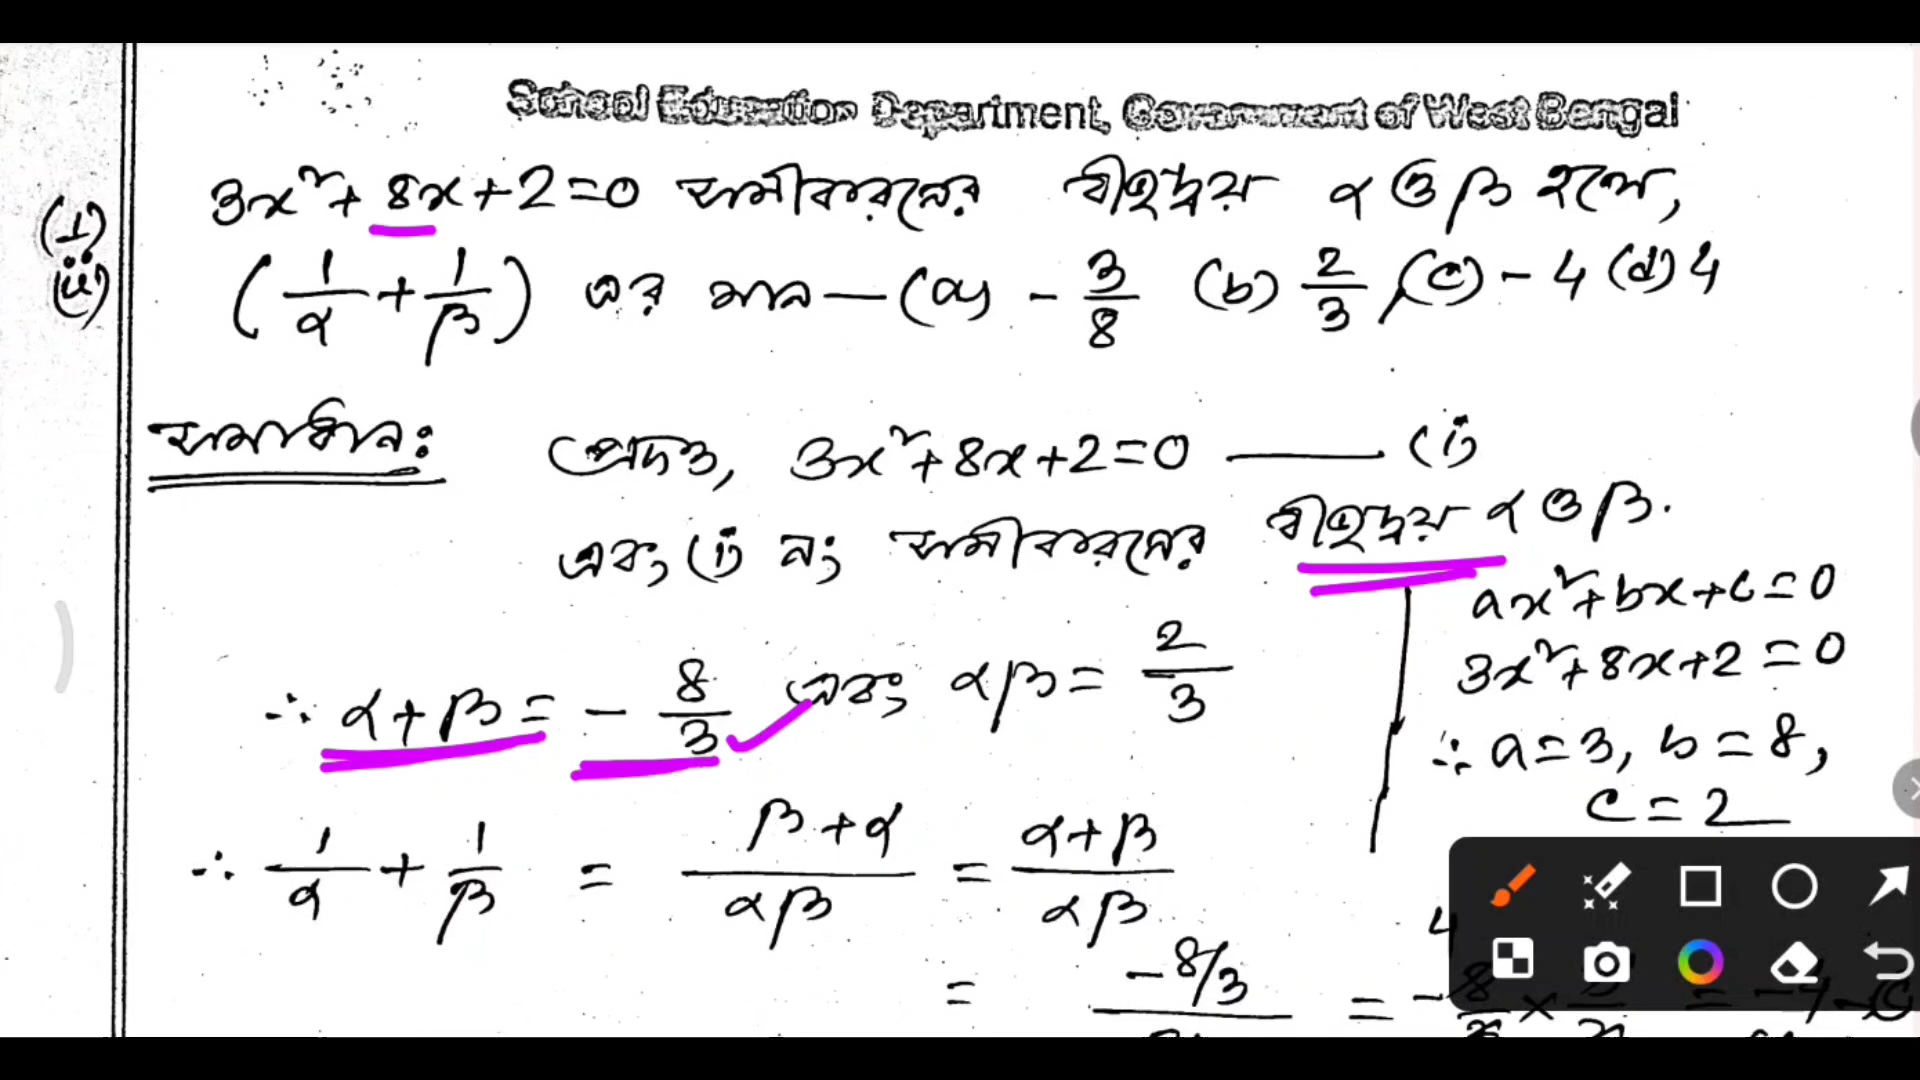 School Education Department, Government of West Bengal
(1)
(ii)
3x²+8x+2=0 সমীকরণের বীজদ্বয় α ও β হলে,
(1/α + 1/β) এর মান — (a) -3/8 (b) 2/3, (c) -4 (d) 4
সমাধান: প্রদত্ত, 3x²+8x+2=0 ——— (i)
এবং (i) নং সমীকরণের বীজদ্বয় α ও β.
ax²+bx+c=0
3x²+8x+2=0
∴ a=3, b=8,
c=2
∴ α+β = -8/3 এবং αβ = 2/3
∴ 1/α + 1/β = (β+α)/αβ = (α+β)/αβ
= -8/3